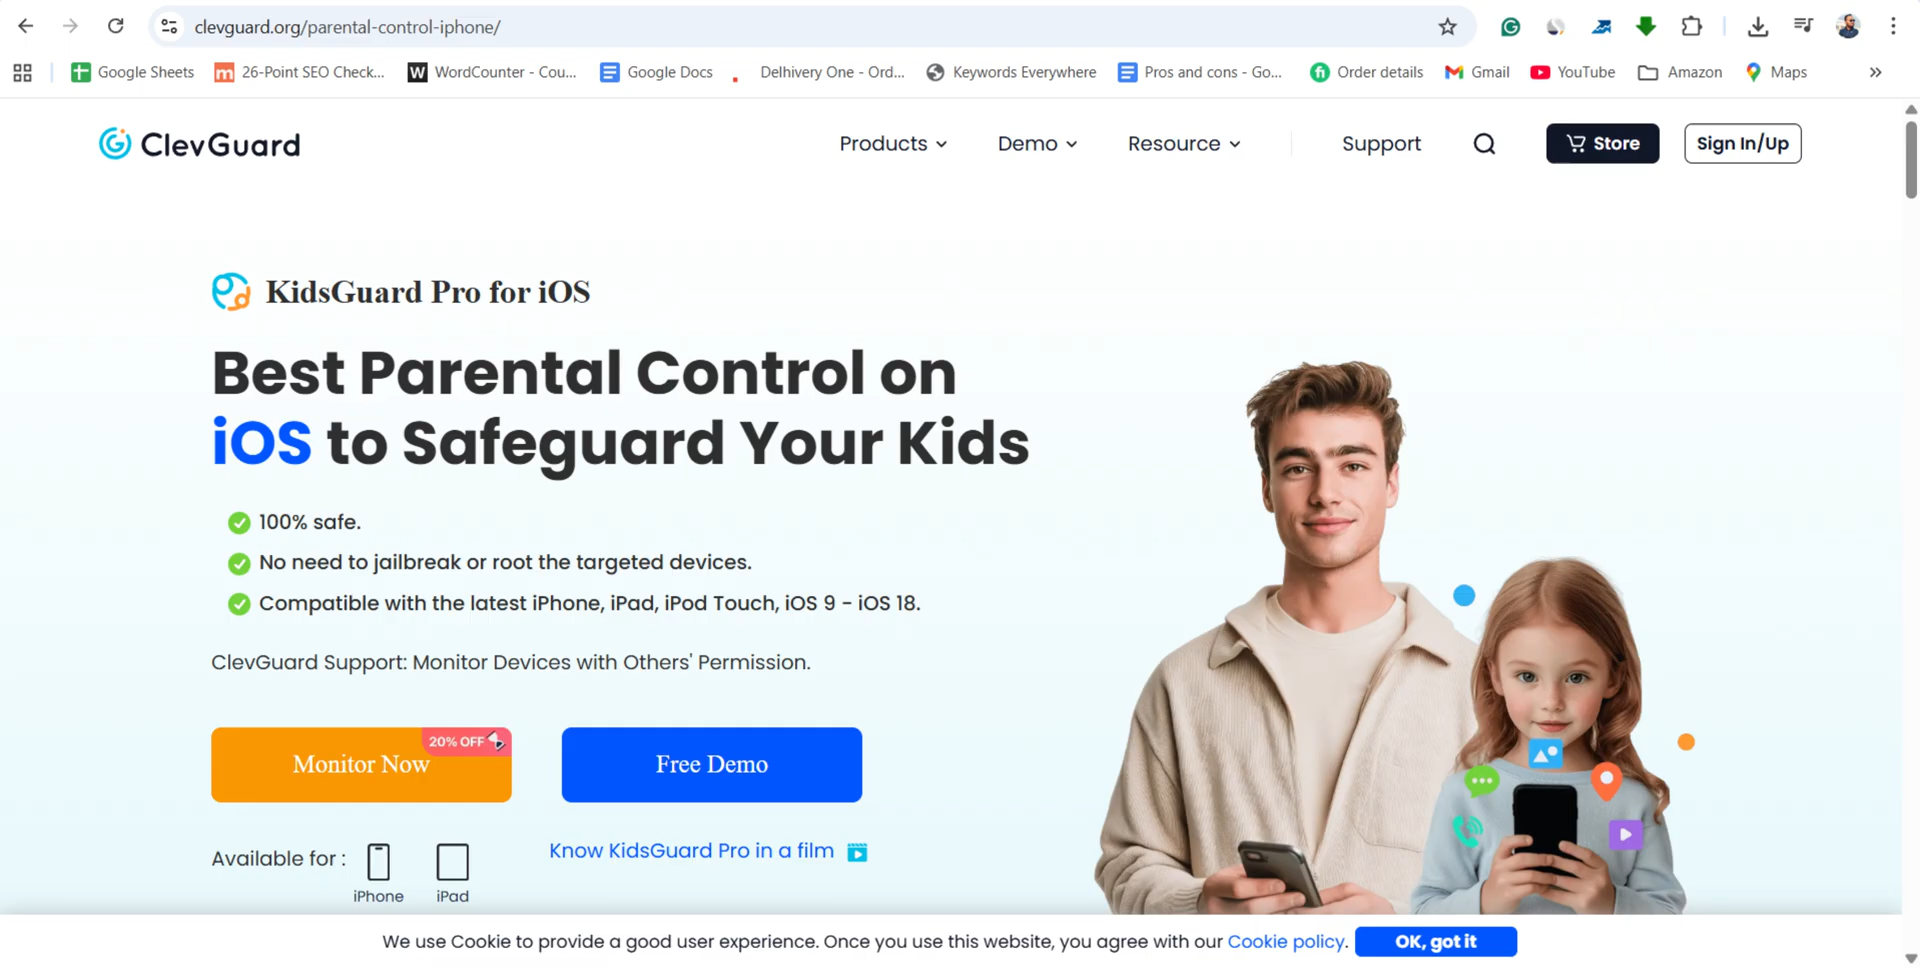 clevguard.org/parental-control-iphone/
Google Sheets
26-Point SEO Check...
WordCounter - Cou...
Google Docs
Delhivery One - Ord...
Keywords Everywhere
Pros and cons - Go...
Order details
Gmail
YouTube
Amazon
Maps
ClevGuard
Products
Demo
Resource
Support
Store
Sign In/Up
KidsGuard Pro for iOS
Best Parental Control on
iOS to Safeguard Your Kids
100% safe.
No need to jailbreak or root the targeted devices.
Compatible with the latest iPhone, iPad, iPod Touch, iOS 9 - iOS 18.
ClevGuard Support: Monitor Devices with Others' Permission.
20% OFF
Monitor Now
Free Demo
Available for :
iPhone
iPad
Know KidsGuard Pro in a film
We use Cookie to provide a good user experience. Once you use this website, you agree with our Cookie policy.
OK, got it